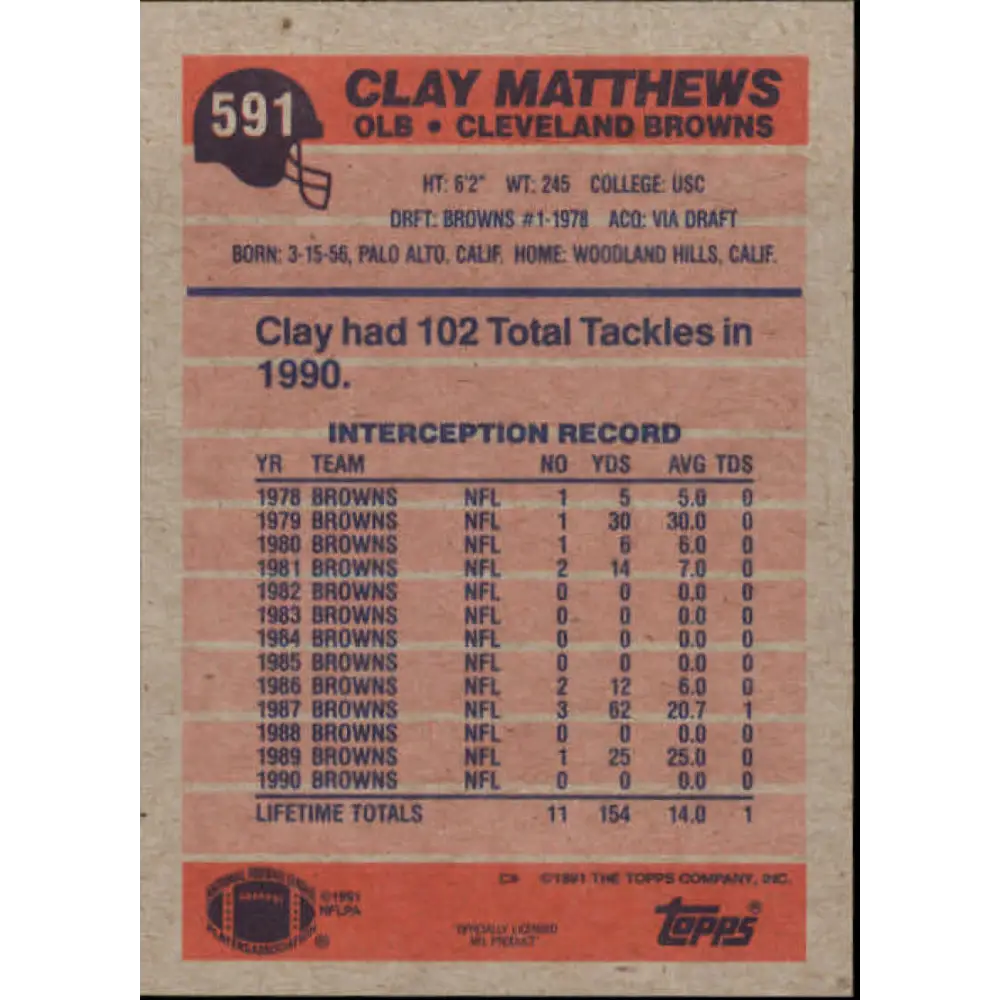 591
CLAY MATTHEWS
OLB • CLEVELAND BROWNS
HT: 6'2" WT: 245 COLLEGE: USC
DRFT: BROWNS #1-1978 ACQ: VIA DRAFT
BORN: 3-15-56, PALO ALTO, CALIF. HOME: WOODLAND HILLS, CALIF.
Clay had 102 Total Tackles in
1990.
INTERCEPTION RECORD
YR TEAM NO YDS AVG TDS
1978 BROWNS NFL 1 5 5.0 0
1979 BROWNS NFL 1 30 30.0 0
1980 BROWNS NFL 1 6 6.0 0
1981 BROWNS NFL 2 14 7.0 0
1982 BROWNS NFL 0 0 0.0 0
1983 BROWNS NFL 0 0 0.0 0
1984 BROWNS NFL 0 0 0.0 0
1985 BROWNS NFL 0 0 0.0 0
1986 BROWNS NFL 2 12 6.0 0
1987 BROWNS NFL 3 62 20.7 1
1988 BROWNS NFL 0 0 0.0 0
1989 BROWNS NFL 1 25 25.0 0
1990 BROWNS NFL 0 0 0.0 0
LIFETIME TOTALS 11 154 14.0 1
©1991 THE TOPPS COMPANY, INC.
NATIONAL FOOTBALL LEAGUE
PLAYERS ASSOCIATION ®
©1991
NFLPA
OFFICIALLY LICENSED
NFL PRODUCT
topps®